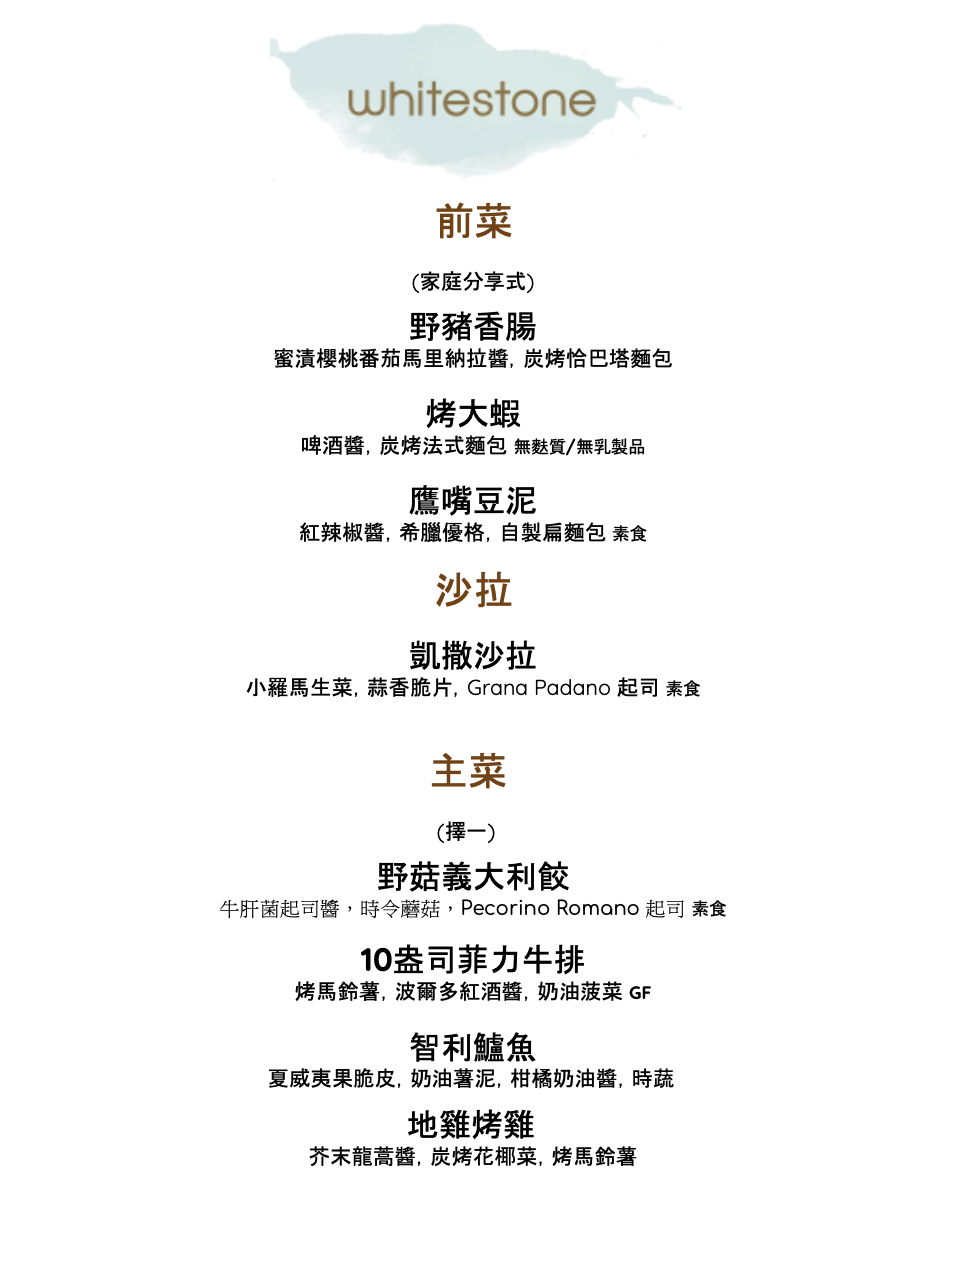 whitestone
前菜
(家庭分享式)
野豬香腸
蜜漬櫻桃番茄馬里納拉醬, 炭烤恰巴塔麵包
烤大蝦
啤酒醬, 炭烤法式麵包 無麩質/無乳製品
鷹嘴豆泥
紅辣椒醬, 希臘優格, 自製扁麵包 素食
沙拉
凱撒沙拉
小羅馬生菜, 蒜香脆片, Grana Padano 起司 素食
主菜
(擇一)
野菇義大利餃
牛肝菌起司醬，時令蘑菇，Pecorino Romano 起司 素食
10盎司菲力牛排
烤馬鈴薯, 波爾多紅酒醬, 奶油菠菜 GF
智利鱸魚
夏威夷果脆皮, 奶油薯泥, 柑橘奶油醬, 時蔬
地雞烤雞
芥末龍蒿醬, 炭烤花椰菜, 烤馬鈴薯